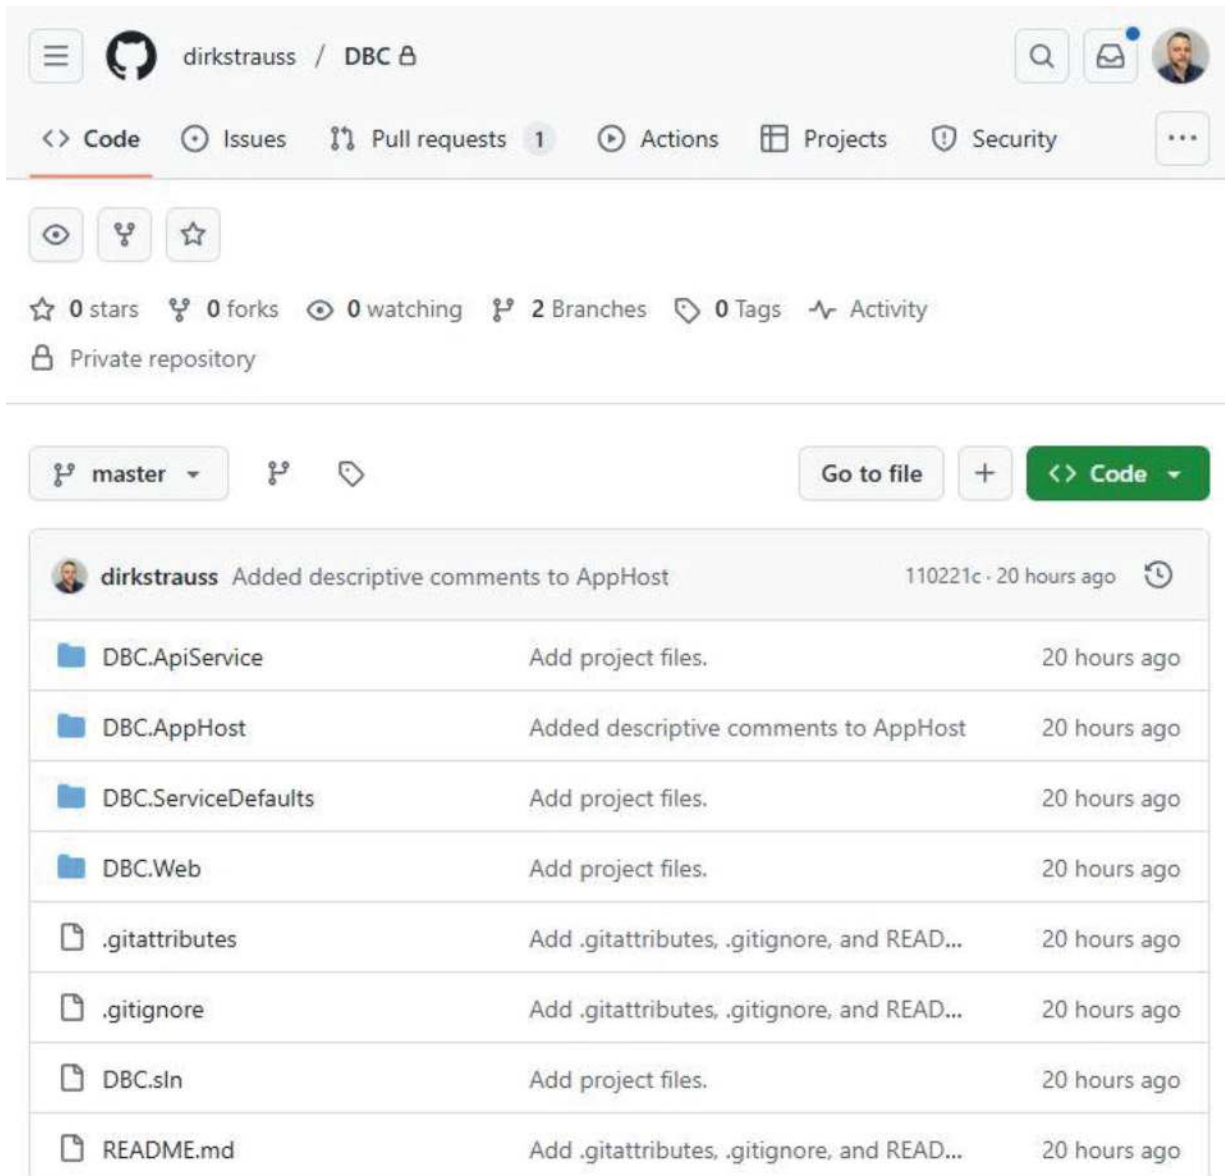 dirkstrauss / DBC
Code Issues Pull requests 1 Actions Projects Security ...
0 stars 0 forks 0 watching 2 Branches 0 Tags Activity
Private repository
master Go to file + Code
dirkstrauss Added descriptive comments to AppHost 110221c · 20 hours ago
DBC.ApiService Add project files. 20 hours ago
DBC.AppHost Added descriptive comments to AppHost 20 hours ago
DBC.ServiceDefaults Add project files. 20 hours ago
DBC.Web Add project files. 20 hours ago
.gitattributes Add .gitattributes, .gitignore, and READ... 20 hours ago
.gitignore Add .gitattributes, .gitignore, and READ... 20 hours ago
DBC.sln Add project files. 20 hours ago
README.md Add .gitattributes, .gitignore, and READ... 20 hours ago